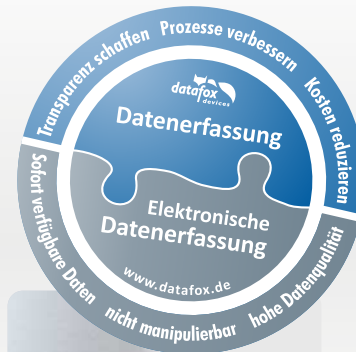 Transparenz schaffen Prozesse verbessern Kosten reduzieren
datafox
devices
Datenerfassung
Elektronische
Datenerfassung
www.datafox.de
Sofort verfügbare Daten nicht manipulierbar hohe Datenqualität